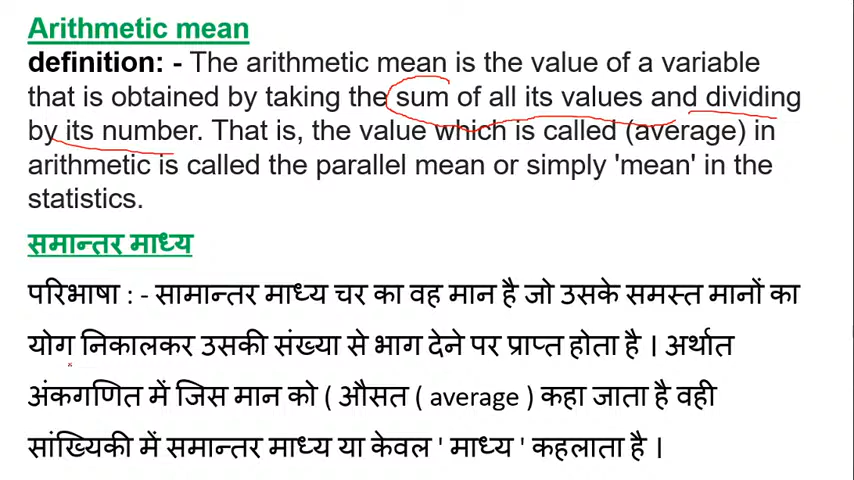 Arithmetic mean
definition: - The arithmetic mean is the value of a variable
that is obtained by taking the sum of all its values and dividing
by its number. That is, the value which is called (average) in
arithmetic is called the parallel mean or simply 'mean' in the
statistics.
समान्तर माध्य
परिभाषा : - सामान्तर माध्य चर का वह मान है जो उसके समस्त मानों का
योग निकालकर उसकी संख्या से भाग देने पर प्राप्त होता है । अर्थात
अंकगणित में जिस मान को ( औसत ( average ) कहा जाता है वही
सांख्यिकी में समान्तर माध्य या केवल ' माध्य ' कहलाता है ।